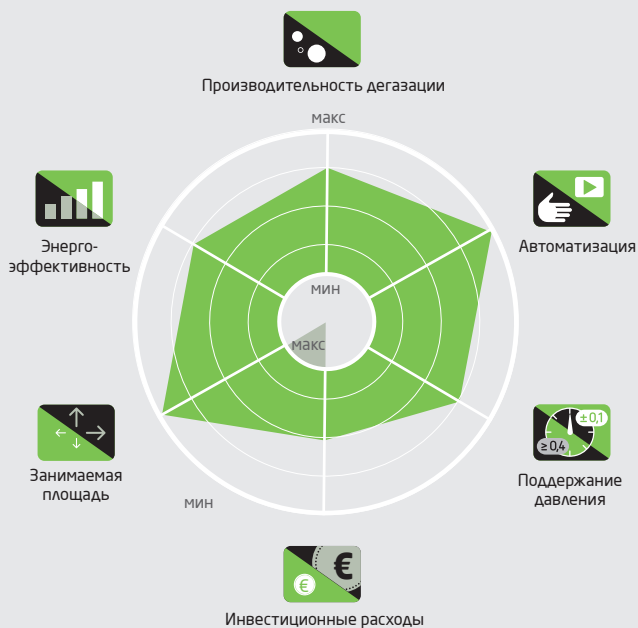 Производительность дегазации
макс
Энерго-
эффективность
Автоматизация
мин
макс
± 0,1
≥ 0,4
Занимаемая
площадь
Поддержание
давления
мин
€
€
Инвестиционные расходы